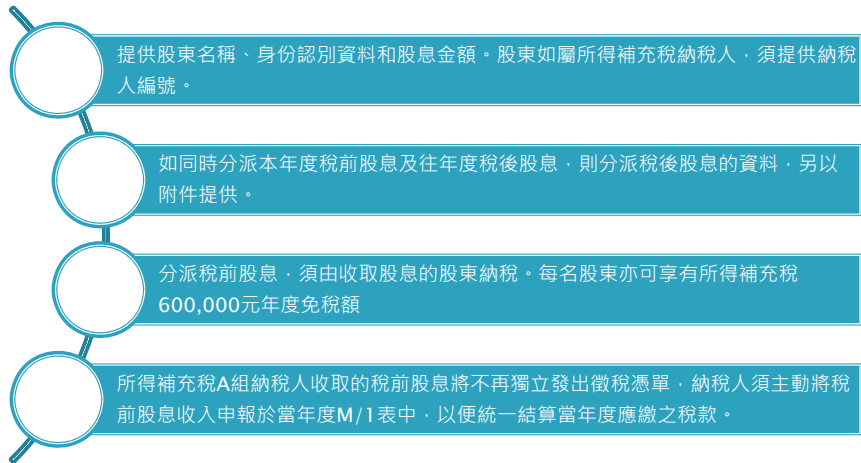 提供股東名稱、身份認別資料和股息金額。股東如屬所得補充稅納稅人，須提供納稅
人編號。
如同時分派本年度稅前股息及往年度稅後股息，則分派稅後股息的資料，另以
附件提供。
分派稅前股息，須由收取股息的股東納稅。每名股東亦可享有所得補充稅
600,000元年度免稅額
所得補充稅A組納稅人收取的稅前股息將不再獨立發出徵稅憑單，納稅人須主動將稅
前股息收入申報於當年度M/1表中，以便統一結算當年度應繳之稅款。